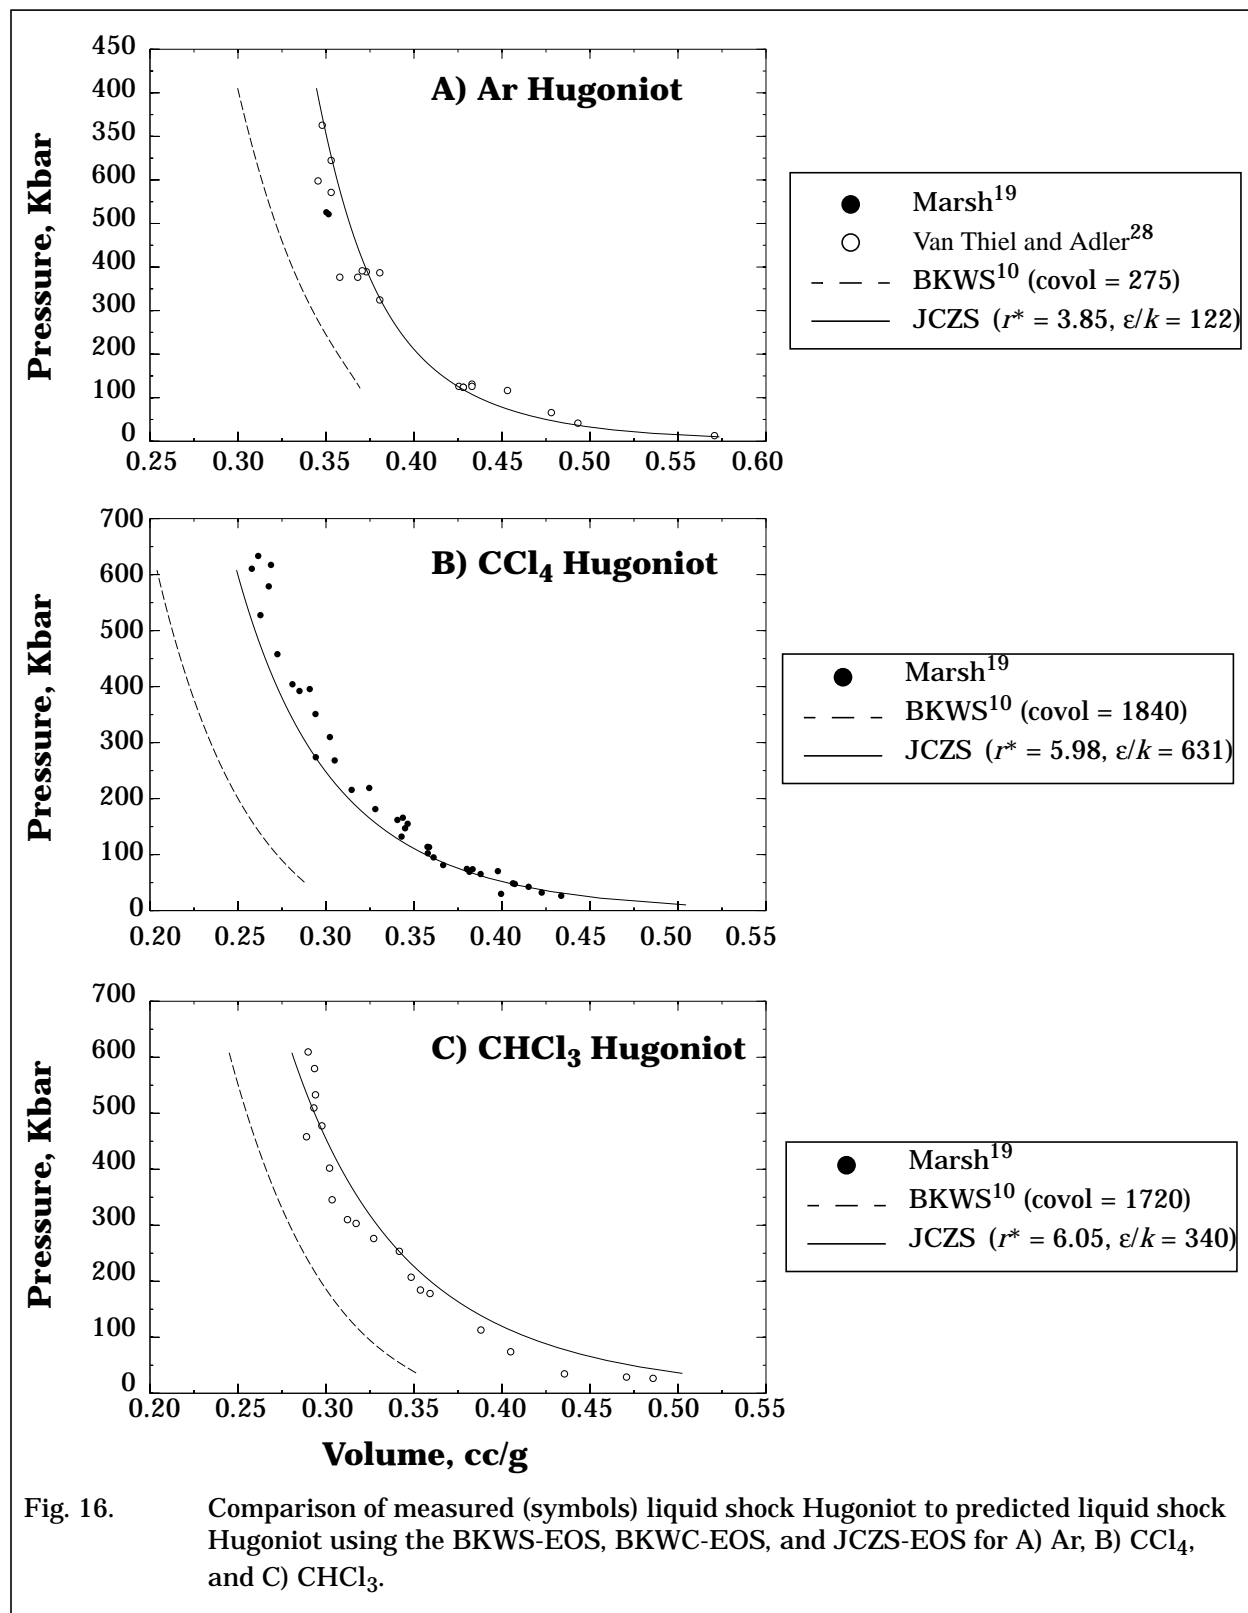 A) Ar Hugoniot
Pressure, Kbar
450
400
350
600
500
400
300
200
100
0
0.25 0.30 0.35 0.40 0.45 0.50 0.55 0.60
Marsh19
Van Thiel and Adler28
BKWS10 (covol = 275)
JCZS (r* = 3.85, ε/k = 122)
B) CCl4 Hugoniot
Pressure, Kbar
700
600
500
400
300
200
100
0
0.20 0.25 0.30 0.35 0.40 0.45 0.50 0.55
Marsh19
BKWS10 (covol = 1840)
JCZS (r* = 5.98, ε/k = 631)
C) CHCl3 Hugoniot
Pressure, Kbar
700
600
500
400
300
200
100
0
0.20 0.25 0.30 0.35 0.40 0.45 0.50 0.55
Volume, cc/g
Marsh19
BKWS10 (covol = 1720)
JCZS (r* = 6.05, ε/k = 340)
Fig. 16. Comparison of measured (symbols) liquid shock Hugoniot to predicted liquid shock
Hugoniot using the BKWS-EOS, BKWC-EOS, and JCZS-EOS for A) Ar, B) CCl4,
and C) CHCl3.